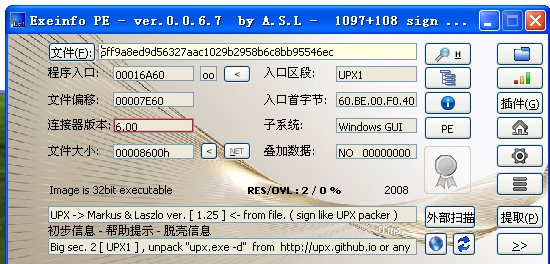 Exeinfo PE - ver.0.0.6.7 by A.S.L - 1097+108 sign ...
文件(F): 5ff9a8ed9d56327aac1029b2958b6c8bb95546ec H
程序入口: 00016A60 oo < 入口区段: UPX1
文件偏移: 00007E60 入口首字节: 60.BE.00.F0.40 插件(G)
连接器版本: 6.00 子系统: Windows GUI PE
文件大小: 00008600h < NET 叠加数据: NO 00000000
Image is 32bit executable RES/OVL : 2 / 0 % 2008
UPX -> Markus & Laszlo ver. [ 1.25 ] <- from file. ( sign like UPX packer ) 外部扫描 提取(P)
初步信息 - 帮助提示 - 脱壳信息
Big sec. 2 [ UPX1 ] , unpack "upx.exe -d" from http://upx.github.io or any >>